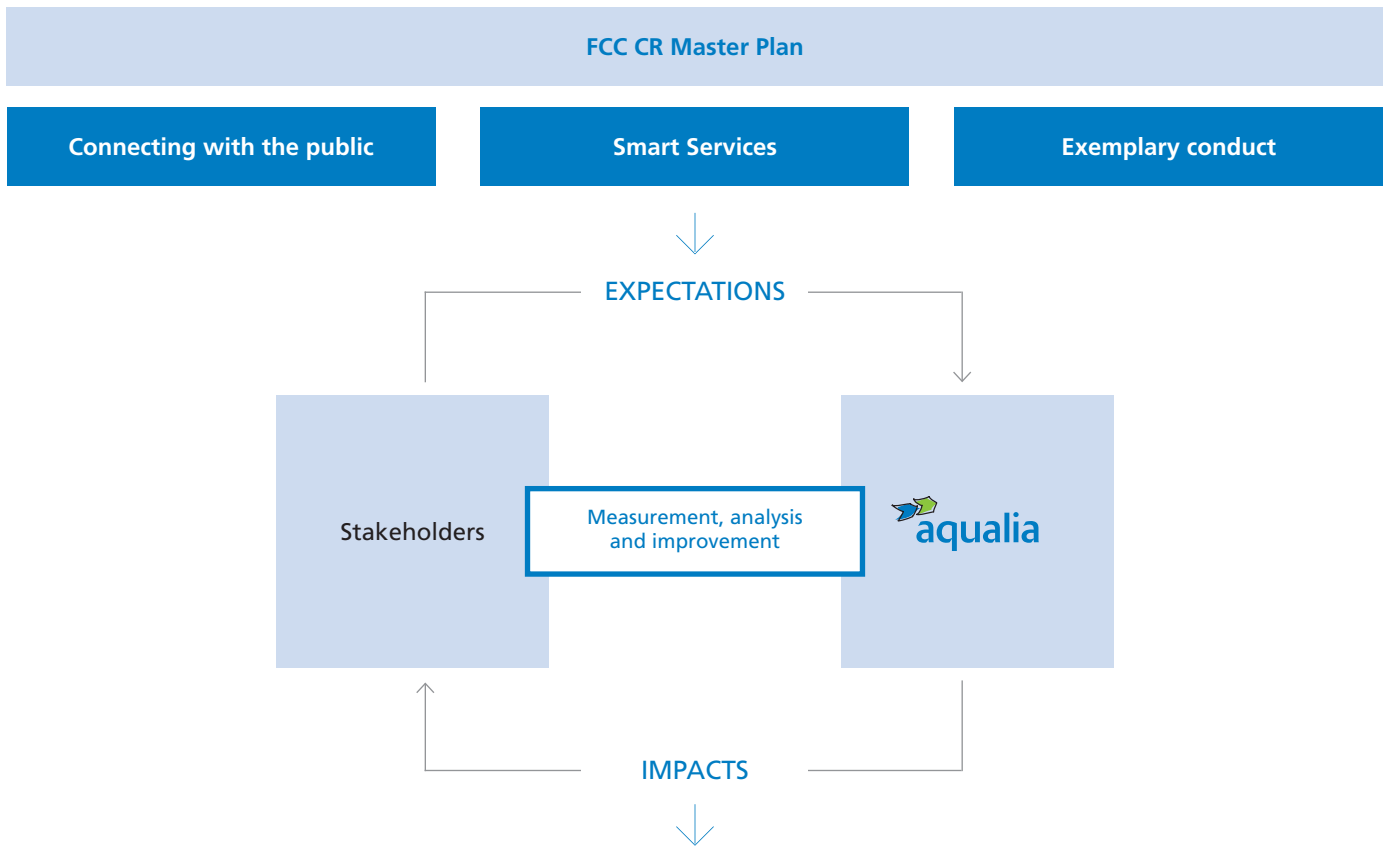 FCC CR Master Plan
Connecting with the public
Smart Services
Exemplary conduct
EXPECTATIONS
Stakeholders
Measurement, analysis
and improvement
aqualia
IMPACTS